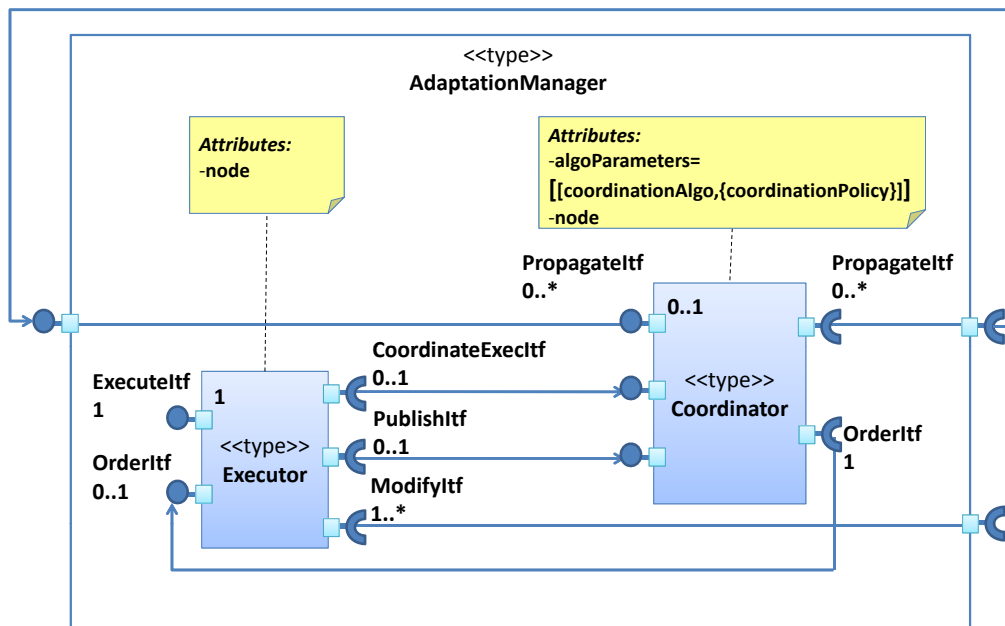 <<type>>
AdaptationManager
Attributes:
-node
Attributes:
-algoParameters=
[[coordinationAlgo,{coordinationPolicy}]]
-node
PropagateItf
0..*
PropagateItf
0..*
0..1
<<type>>
Coordinator
CoordinateExecItf
0..1
ExecuteItf
1
1
<<type>>
Executor
PublishItf
0..1
OrderItf
1
OrderItf
0..1
ModifyItf
1..*